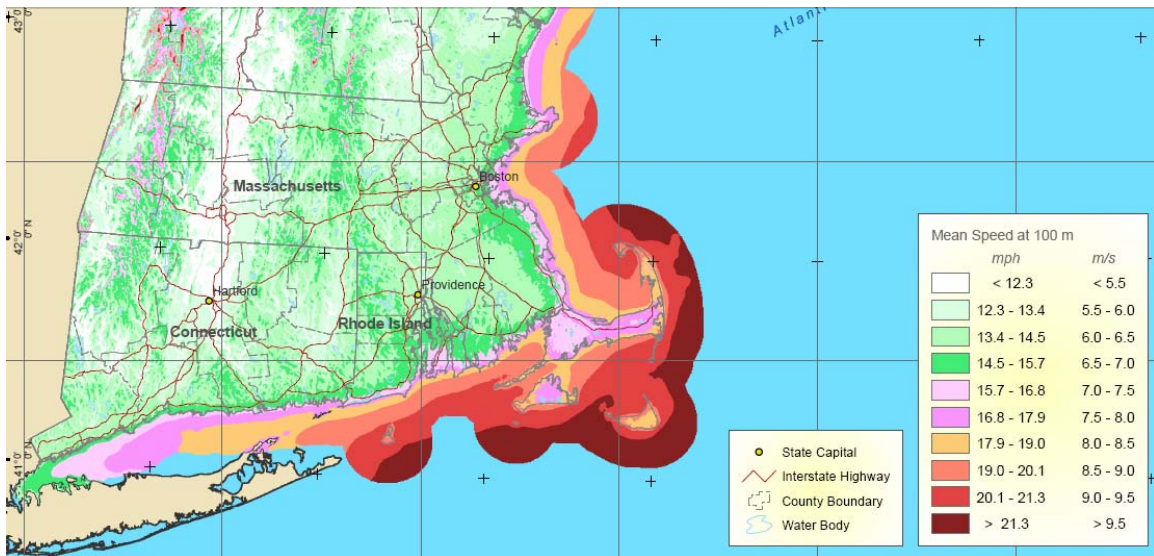 43°0'
Atlanti
Boston
Massachusetts
42°0' N
Hartford
Providence
Connecticut
Rhode Island
41°0' N
Mean Speed at 100 m
mph m/s
< 12.3 < 5.5
12.3 - 13.4 5.5 - 6.0
13.4 - 14.5 6.0 - 6.5
14.5 - 15.7 6.5 - 7.0
15.7 - 16.8 7.0 - 7.5
16.8 - 17.9 7.5 - 8.0
17.9 - 19.0 8.0 - 8.5
19.0 - 20.1 8.5 - 9.0
20.1 - 21.3 9.0 - 9.5
> 21.3 > 9.5
State Capital
Interstate Highway
County Boundary
Water Body